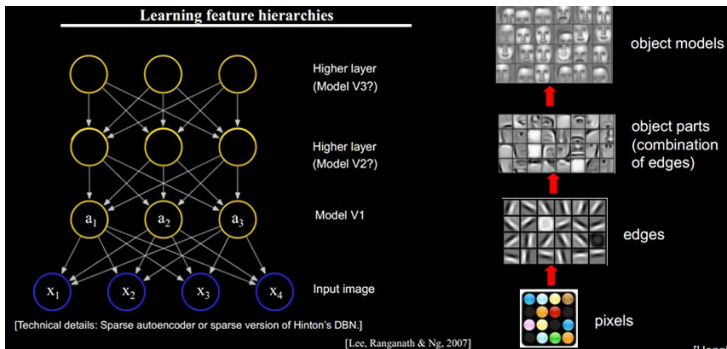 Learning feature hierarchies
Higher layer
(Model V3?)
Higher layer
(Model V2?)
a1 a2 a3
Model V1
x1 x2 x3 x4
Input image
[Technical details: Sparse autoencoder or sparse version of Hinton's DBN.]
[Lee, Ranganath & Ng, 2007]
object models
object parts
(combination
of edges)
edges
pixels